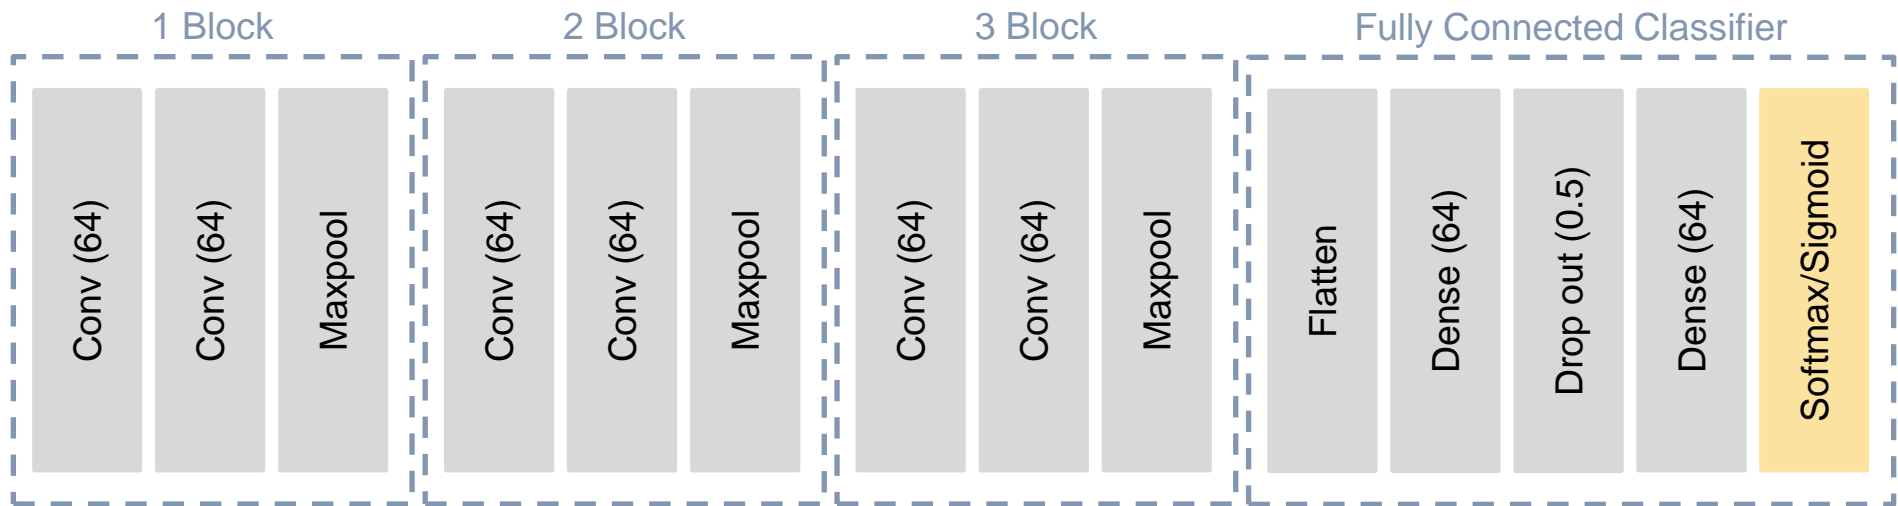 1 Block
Conv (64)
Conv (64)
Maxpool
2 Block
Conv (64)
Conv (64)
Maxpool
3 Block
Conv (64)
Conv (64)
Maxpool
Fully Connected Classifier
Flatten
Dense (64)
Drop out (0.5)
Dense (64)
Softmax/Sigmoid